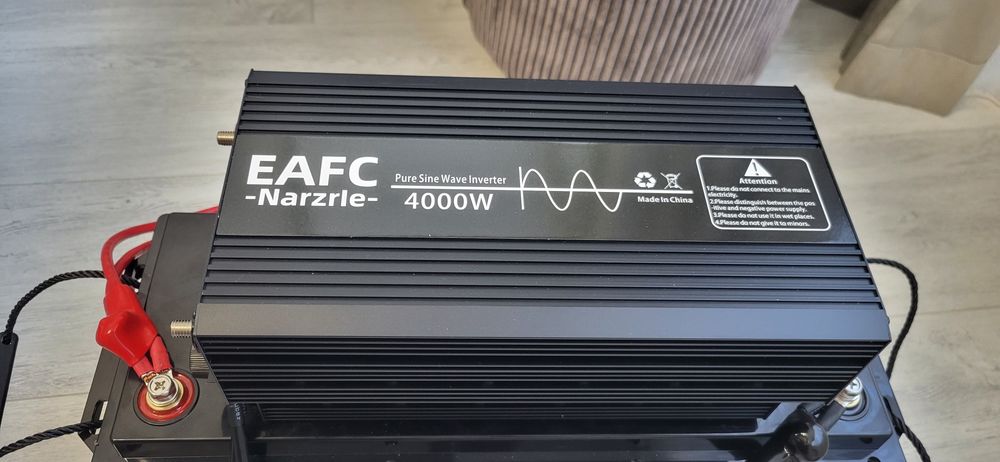 EAFC
-Narzrle-
Pure Sine Wave Inverter
4000W
Made in China
Attention
1.Please do not connect to the mains
electricity.
2.Please distinguish between the pos
-itive and negative power supply.
3.Please do not use it in wet places.
4.Please do not give it to minors.